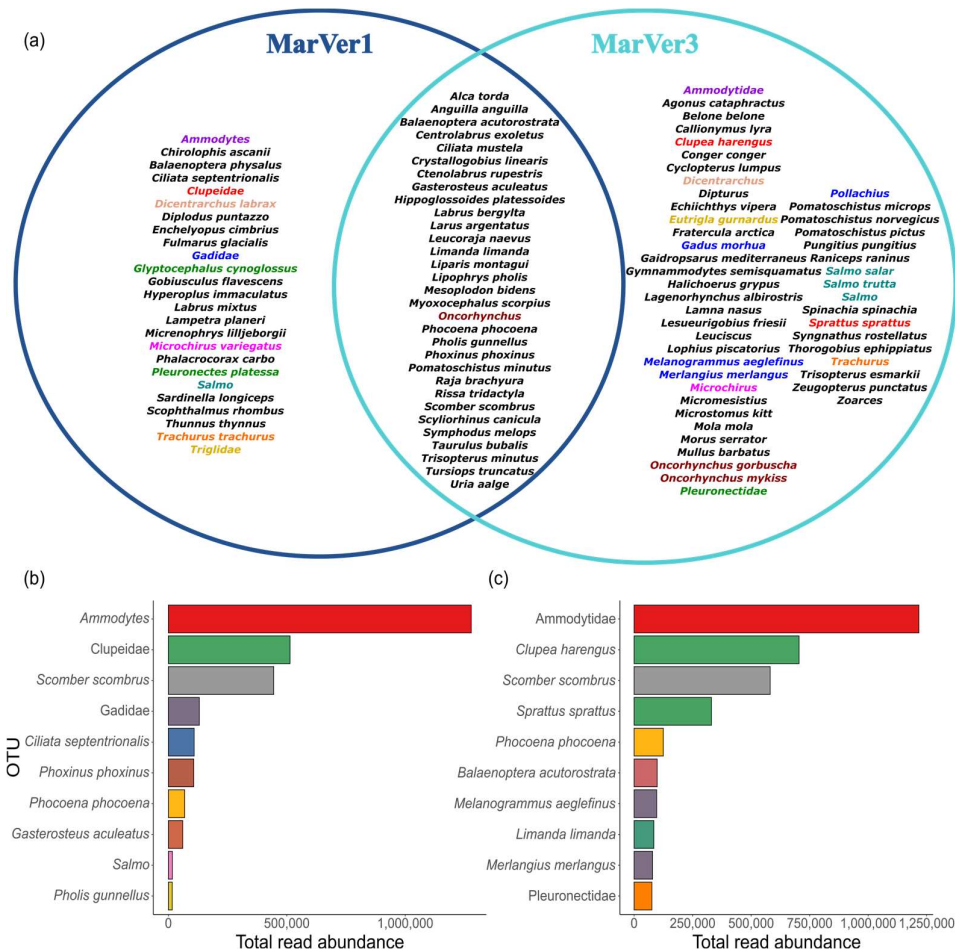 (a)
MarVer1
MarVer3
Ammodytes
Chirolophis ascanii
Balaenoptera physalus
Ciliata septentrionalis
Clupeidae
Dicentrarchus labrax
Diplodus puntazzo
Enchelyopus cimbrius
Fulmarus glacialis
Gadidae
Glyptocephalus cynoglossus
Gobiusculus flavescens
Hyperoplus immaculatus
Labrus mixtus
Lampetra planeri
Micrenophrys lilljeborgii
Microchirus variegatus
Phalacrocorax carbo
Pleuronectes platessa
Salmo
Sardinella longiceps
Scophthalmus rhombus
Thunnus thynnus
Trachurus trachurus
Triglidae
Alca torda
Anguilla anguilla
Balaenoptera acutorostrata
Centrolabrus exoletus
Ciliata mustela
Crystallogobius linearis
Ctenolabrus rupestris
Gasterosteus aculeatus
Hippoglossoides platessoides
Labrus bergylta
Larus argentatus
Leucoraja naevus
Limanda limanda
Liparis montagui
Lipophrys pholis
Mesoplodon bidens
Myoxocephalus scorpius
Oncorhynchus
Phocoena phocoena
Pholis gunnellus
Phoxinus phoxinus
Pomatoschistus minutus
Raja brachyura
Rissa tridactyla
Scomber scombrus
Scyliorhinus canicula
Symphodus melops
Taurulus bubalis
Trisopterus minutus
Tursiops truncatus
Uria aalge
Ammodytidae
Agonus cataphractus
Belone belone
Callionymus lyra
Clupea harengus
Conger conger
Cyclopterus lumpus
Dicentrarchus
Dipturus
Echiichthys vipera
Eutrigla gurnardus
Fratercula arctica
Gadus morhua
Gaidropsarus mediterraneus
Gymnammodytes semisquamatus
Halichoerus grypus
Lagenorhynchus albirostris
Lamna nasus
Lesueurigobius friesii
Leuciscus
Lophius piscatorius
Melanogrammus aeglefinus
Merlangius merlangus
Microchirus
Micromesistius
Microstomus kitt
Mola mola
Morus serrator
Mullus barbatus
Oncorhynchus gorbuscha
Oncorhynchus mykiss
Pleuronectidae
Pollachius
Pomatoschistus microps
Pomatoschistus norvegicus
Pomatoschistus pictus
Pungitius pungitius
Raniceps raninus
Salmo salar
Salmo trutta
Salmo
Spinachia spinachia
Sprattus sprattus
Syngnathus rostellatus
Thorogobius ephippiatus
Trachurus
Trisopterus esmarkii
Zeugopterus punctatus
Zoarces
(b)
OTU
Ammodytes
Clupeidae
Scomber scombrus
Gadidae
Ciliata septentrionalis
Phoxinus phoxinus
Phocoena phocoena
Gasterosteus aculeatus
Salmo
Pholis gunnellus
0 500,000 1,000,000
Total read abundance
(c)
Ammodytidae
Clupea harengus
Scomber scombrus
Sprattus sprattus
Phocoena phocoena
Balaenoptera acutorostrata
Melanogrammus aeglefinus
Limanda limanda
Merlangius merlangus
Pleuronectidae
0 250,000 500,000 750,000 1,000,000 1,250,000
Total read abundance